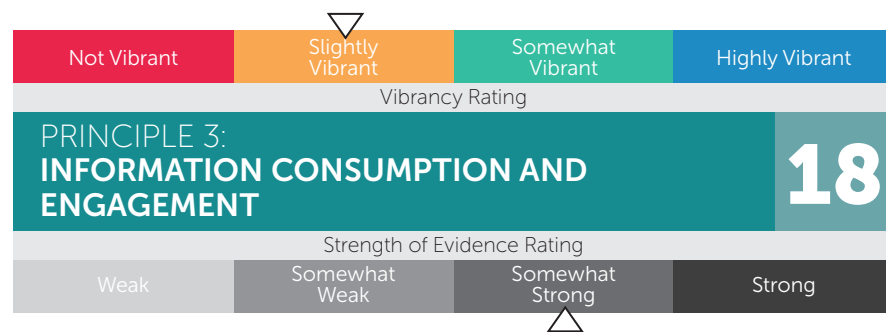 Not Vibrant
Slightly
Vibrant
Somewhat
Vibrant
Highly Vibrant
Vibrancy Rating
PRINCIPLE 3:
INFORMATION CONSUMPTION AND
ENGAGEMENT
18
Strength of Evidence Rating
Weak
Somewhat
Weak
Somewhat
Strong
Strong